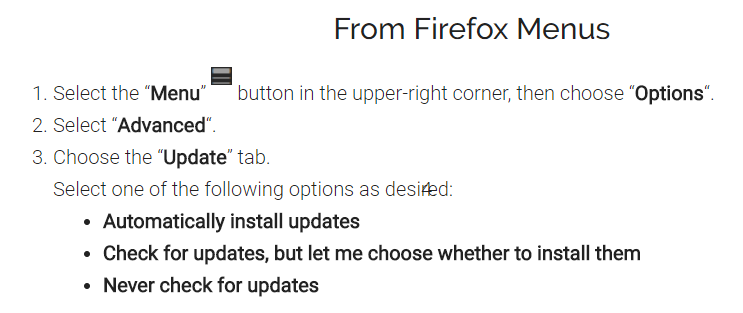 From Firefox Menus
1. Select the “Menu” button in the upper-right corner, then choose “Options“.
2. Select “Advanced“.
3. Choose the “Update” tab.
4. Select one of the following options as desired:
• Automatically install updates
• Check for updates, but let me choose whether to install them
• Never check for updates